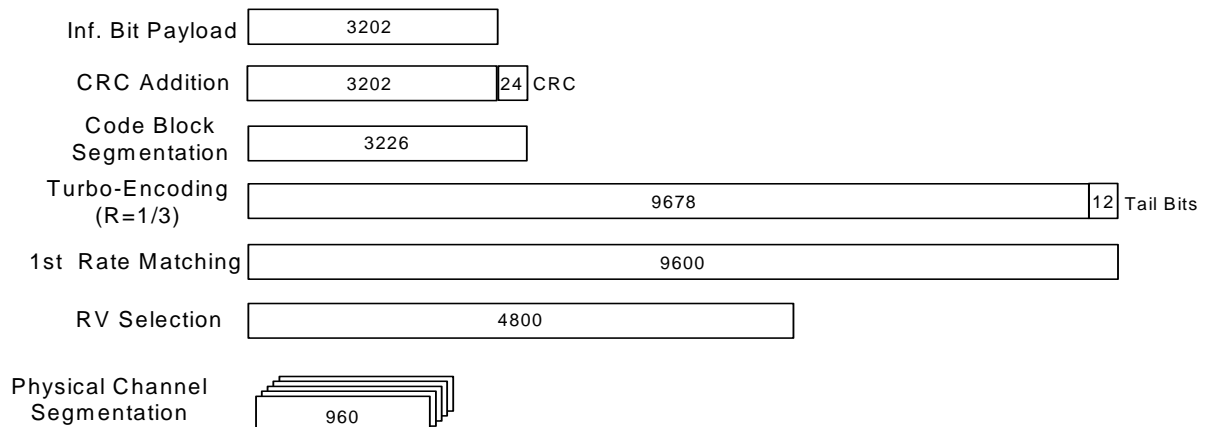 Inf. Bit Payload 3202
CRC Addition 3202 24 CRC
Code Block
Segmentation 3226
Turbo-Encoding
(R=1/3) 9678 12 Tail Bits
1st Rate Matching 9600
RV Selection 4800
Physical Channel
Segmentation 960